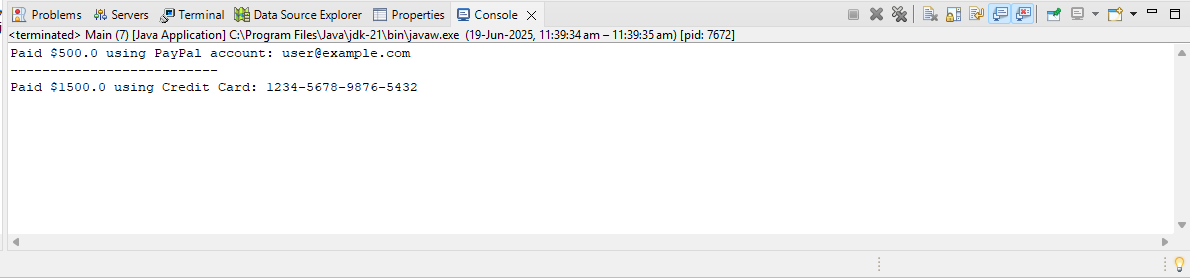 Problems Servers Terminal Data Source Explorer Properties Console
<terminated> Main (7) [Java Application] C:\Program Files\Java\jdk-21\bin\javaw.exe (19-Jun-2025, 11:39:34 am – 11:39:35 am) [pid: 7672]
Paid $500.0 using PayPal account: user@example.com
--------------------------
Paid $1500.0 using Credit Card: 1234-5678-9876-5432